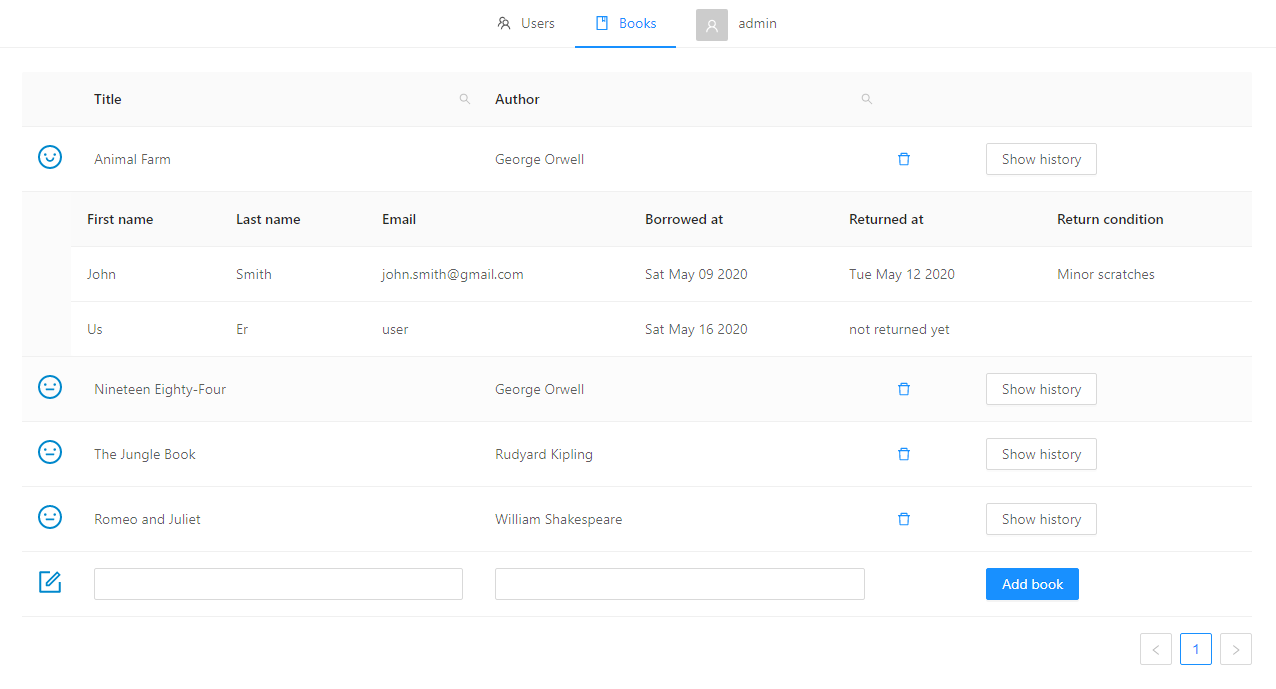 Users Books admin
Title Author
Animal Farm George Orwell Show history
First name Last name Email Borrowed at Returned at Return condition
John Smith john.smith@gmail.com Sat May 09 2020 Tue May 12 2020 Minor scratches
Us Er user Sat May 16 2020 not returned yet
Nineteen Eighty-Four George Orwell Show history
The Jungle Book Rudyard Kipling Show history
Romeo and Juliet William Shakespeare Show history
Add book
< 1 >